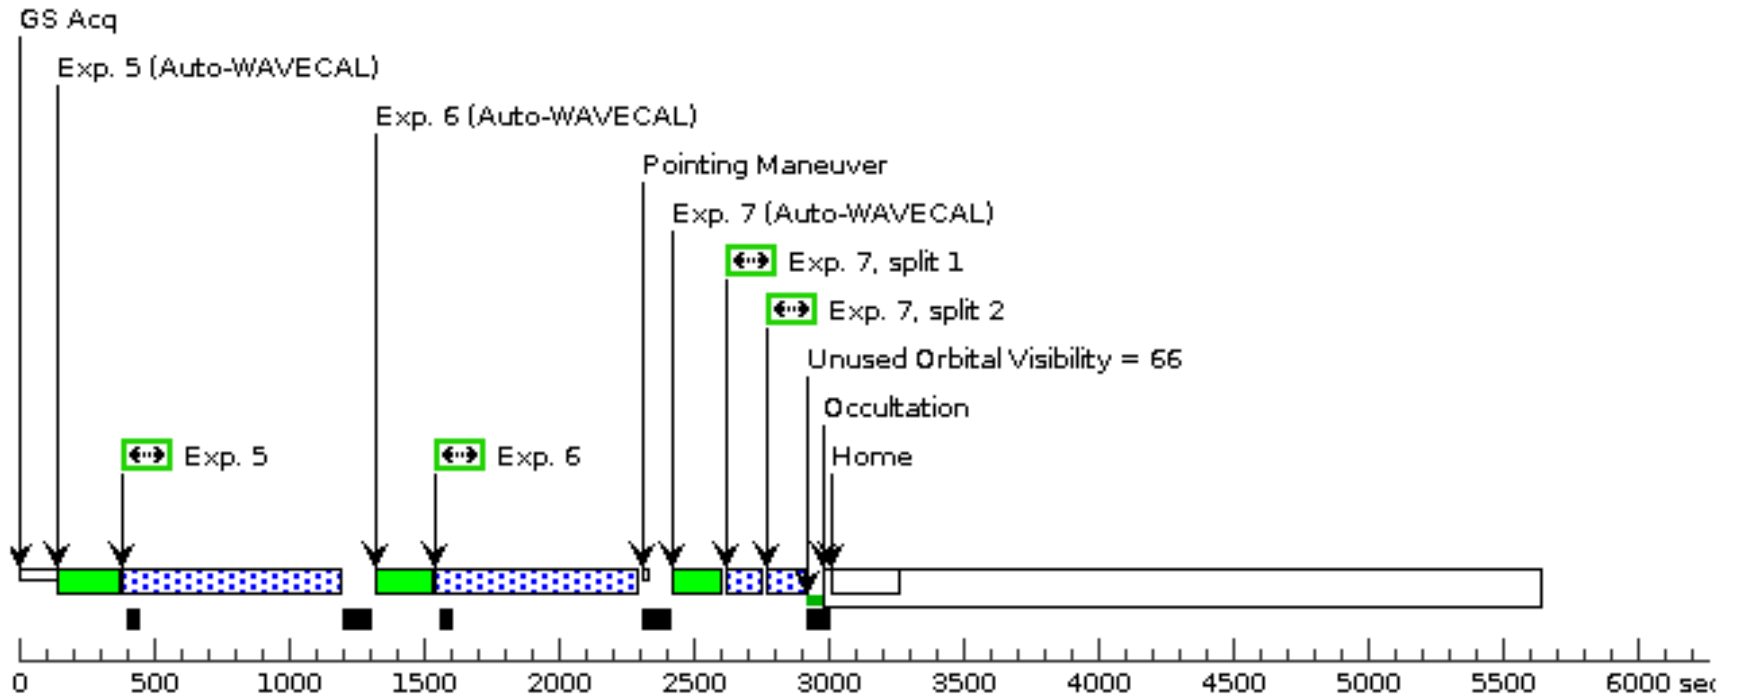 GS Acq
Exp. 5 (Auto-WAVECAL)
Exp. 6 (Auto-WAVECAL)
Pointing Maneuver
Exp. 7 (Auto-WAVECAL)
Exp. 7, split 1
Exp. 7, split 2
Unused Orbital Visibility = 66
Occultation
Exp. 5
Exp. 6
Home
0 500 1000 1500 2000 2500 3000 3500 4000 4500 5000 5500 6000 sec